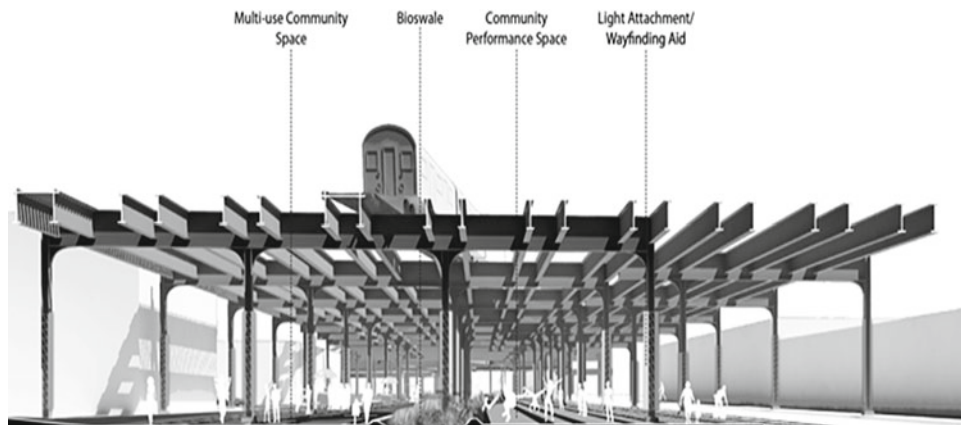 Multi-use Community
Space
Bioswale
Community
Performance Space
Light Attachment/
Wayfinding Aid